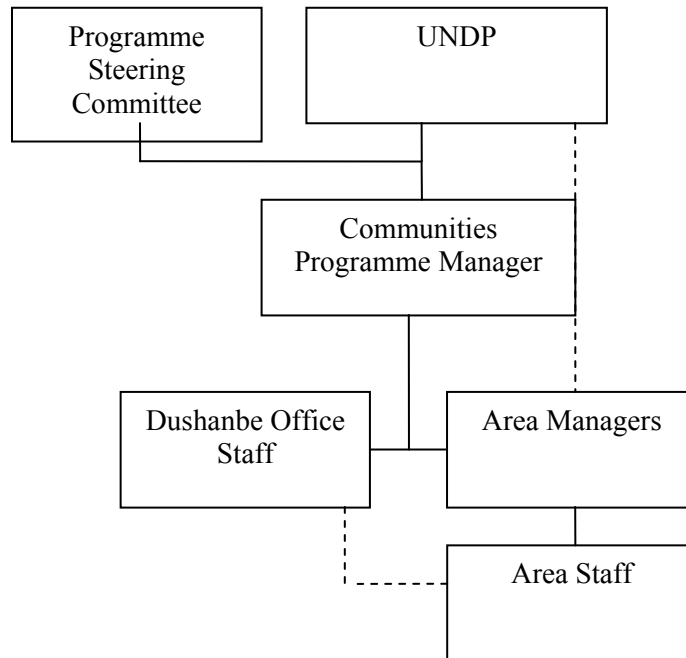 Programme
Steering
Committee
UNDP
Communities
Programme Manager
Dushanbe Office
Staff
Area Managers
Area Staff